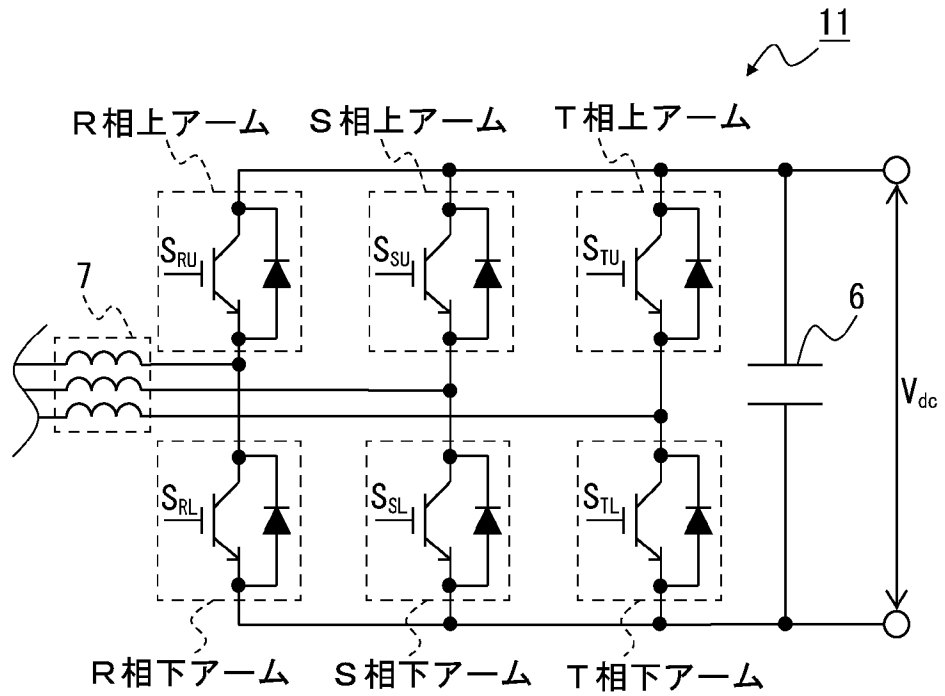 11
R相上アーム
S相上アーム
T相上アーム
7
SRU
SSU
STU
6
Vdc
SRL
SSL
STL
R相下アーム
S相下アーム
T相下アーム